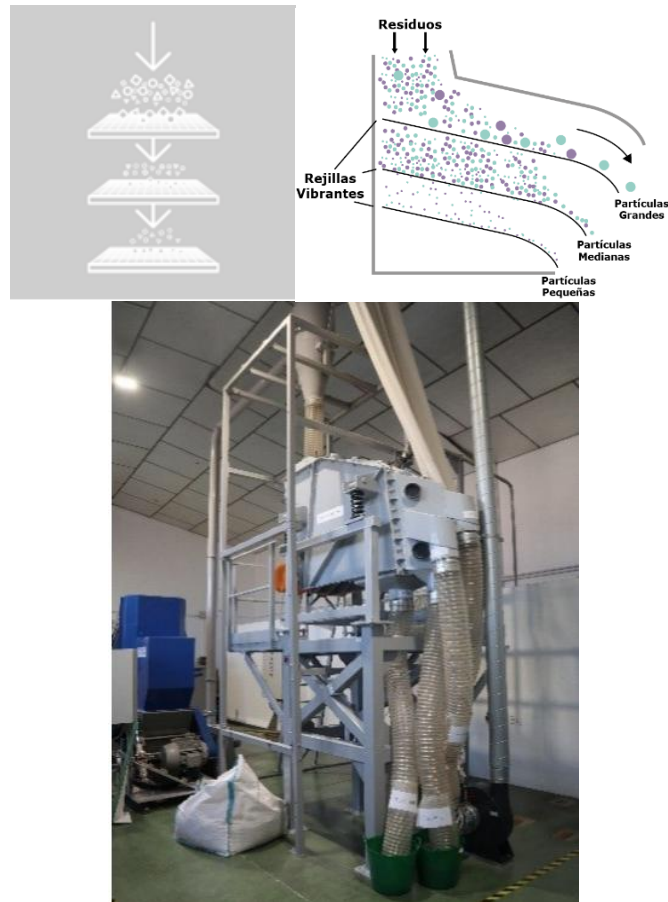 Residuos
Rejillas
Vibrantes
Partículas
Grandes
Partículas
Medianas
Partículas
Pequeñas